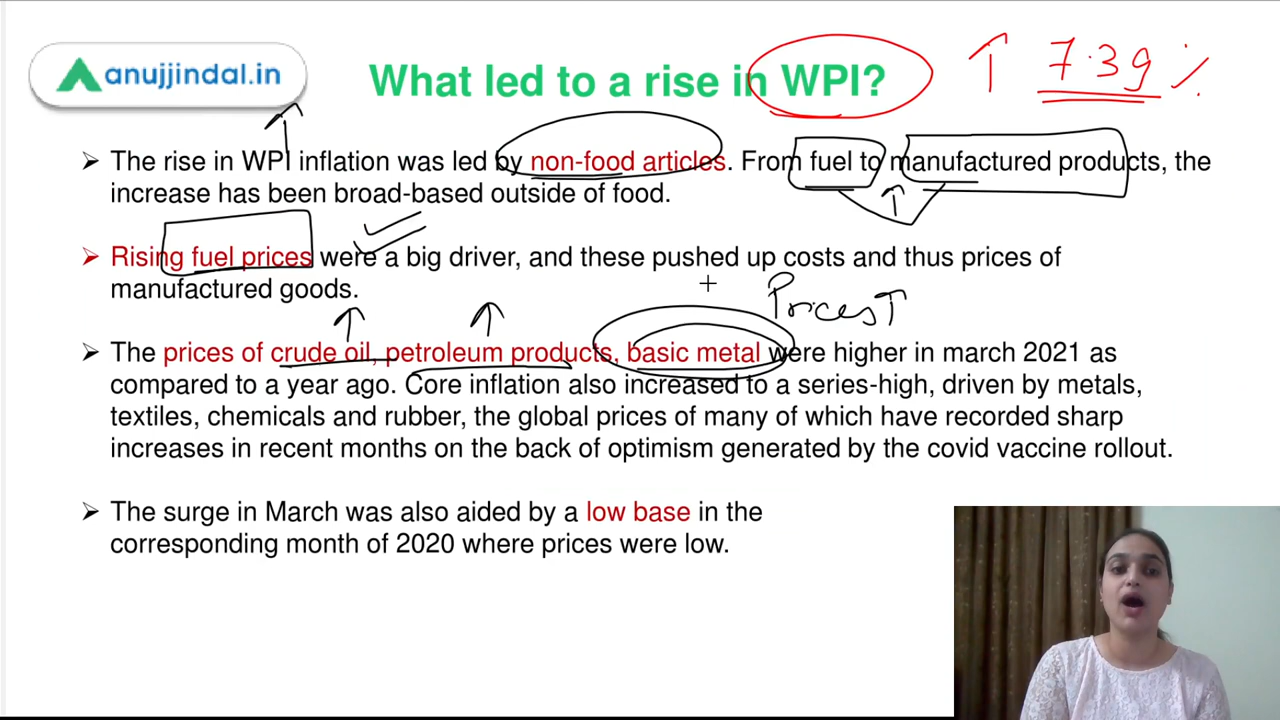 anujjindal.in
What led to a rise in WPI? ↑ 7.39 %
➤ The rise in WPI inflation was led by non-food articles. From fuel to manufactured products, the
increase has been broad-based outside of food.
➤ Rising fuel prices were a big driver, and these pushed up costs and thus prices of
manufactured goods.
Prices↑
➤ The prices of crude oil, petroleum products, basic metal were higher in march 2021 as
compared to a year ago. Core inflation also increased to a series-high, driven by metals,
textiles, chemicals and rubber, the global prices of many of which have recorded sharp
increases in recent months on the back of optimism generated by the covid vaccine rollout.
➤ The surge in March was also aided by a low base in the
corresponding month of 2020 where prices were low.